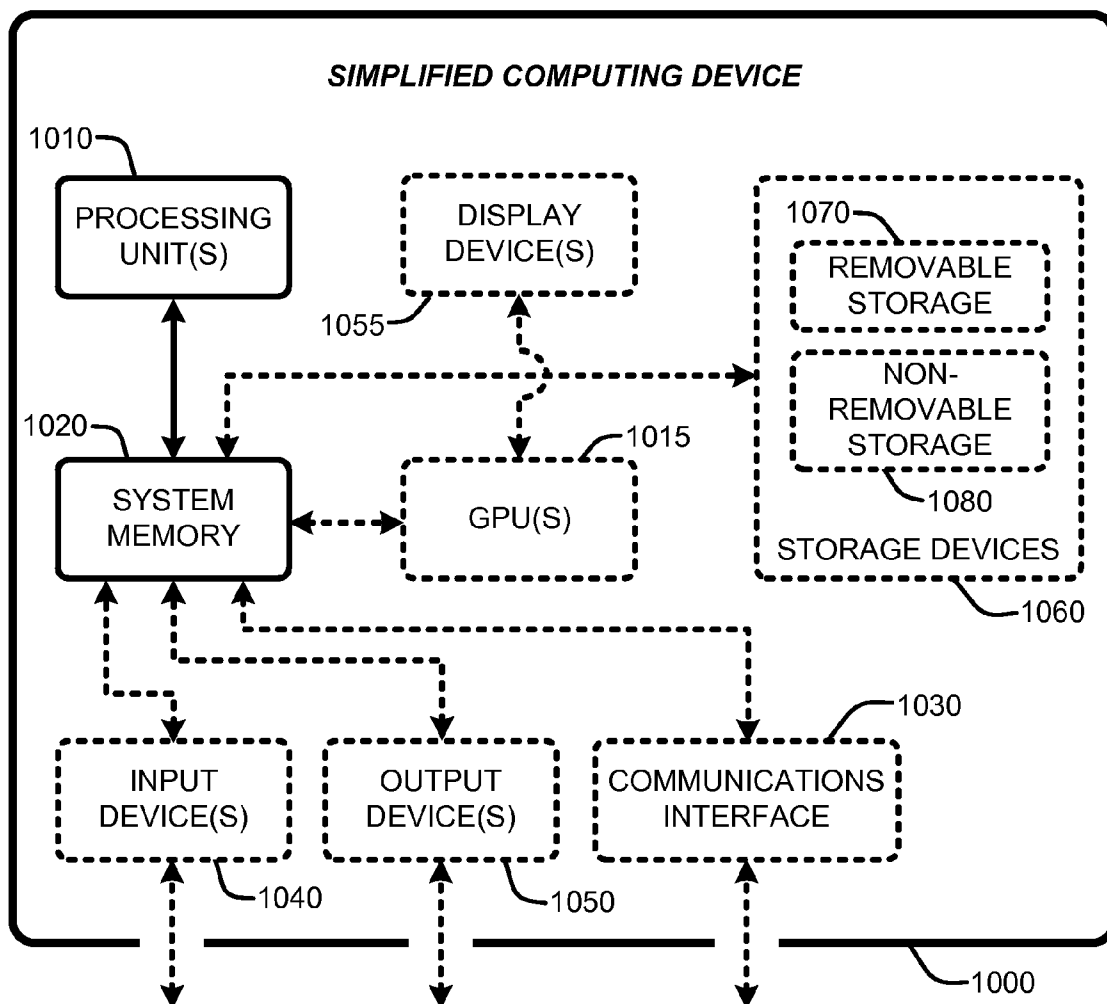 SIMPLIFIED COMPUTING DEVICE
1010
PROCESSING
UNIT(S)
DISPLAY
DEVICE(S)
1055
1070
REMOVABLE
STORAGE
NON-
REMOVABLE
STORAGE
1080
STORAGE DEVICES
1060
1020
SYSTEM
MEMORY
1015
GPU(S)
INPUT
DEVICE(S)
1040
OUTPUT
DEVICE(S)
1050
1030
COMMUNICATIONS
INTERFACE
1000